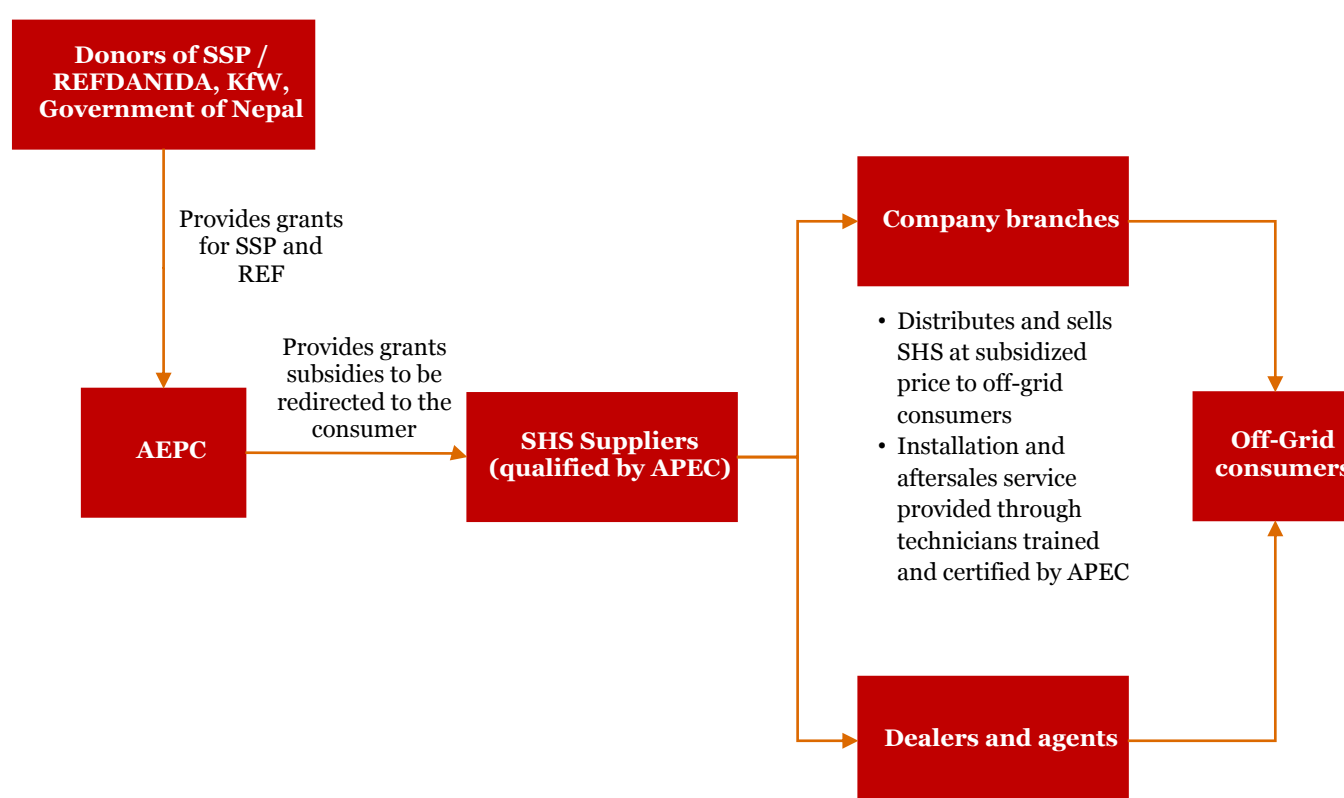 Donors of SSP /
REFDANIDA, KfW,
Government of Nepal
Provides grants
for SSP and
REF
AEPC
Provides grants
subsidies to be
redirected to the
consumer
SHS Suppliers
(qualified by APEC)
Company branches
• Distributes and sells
SHS at subsidized
price to off-grid
consumers
• Installation and
aftersales service
provided through
technicians trained
and certified by APEC
Dealers and agents
Off-Grid
consumers